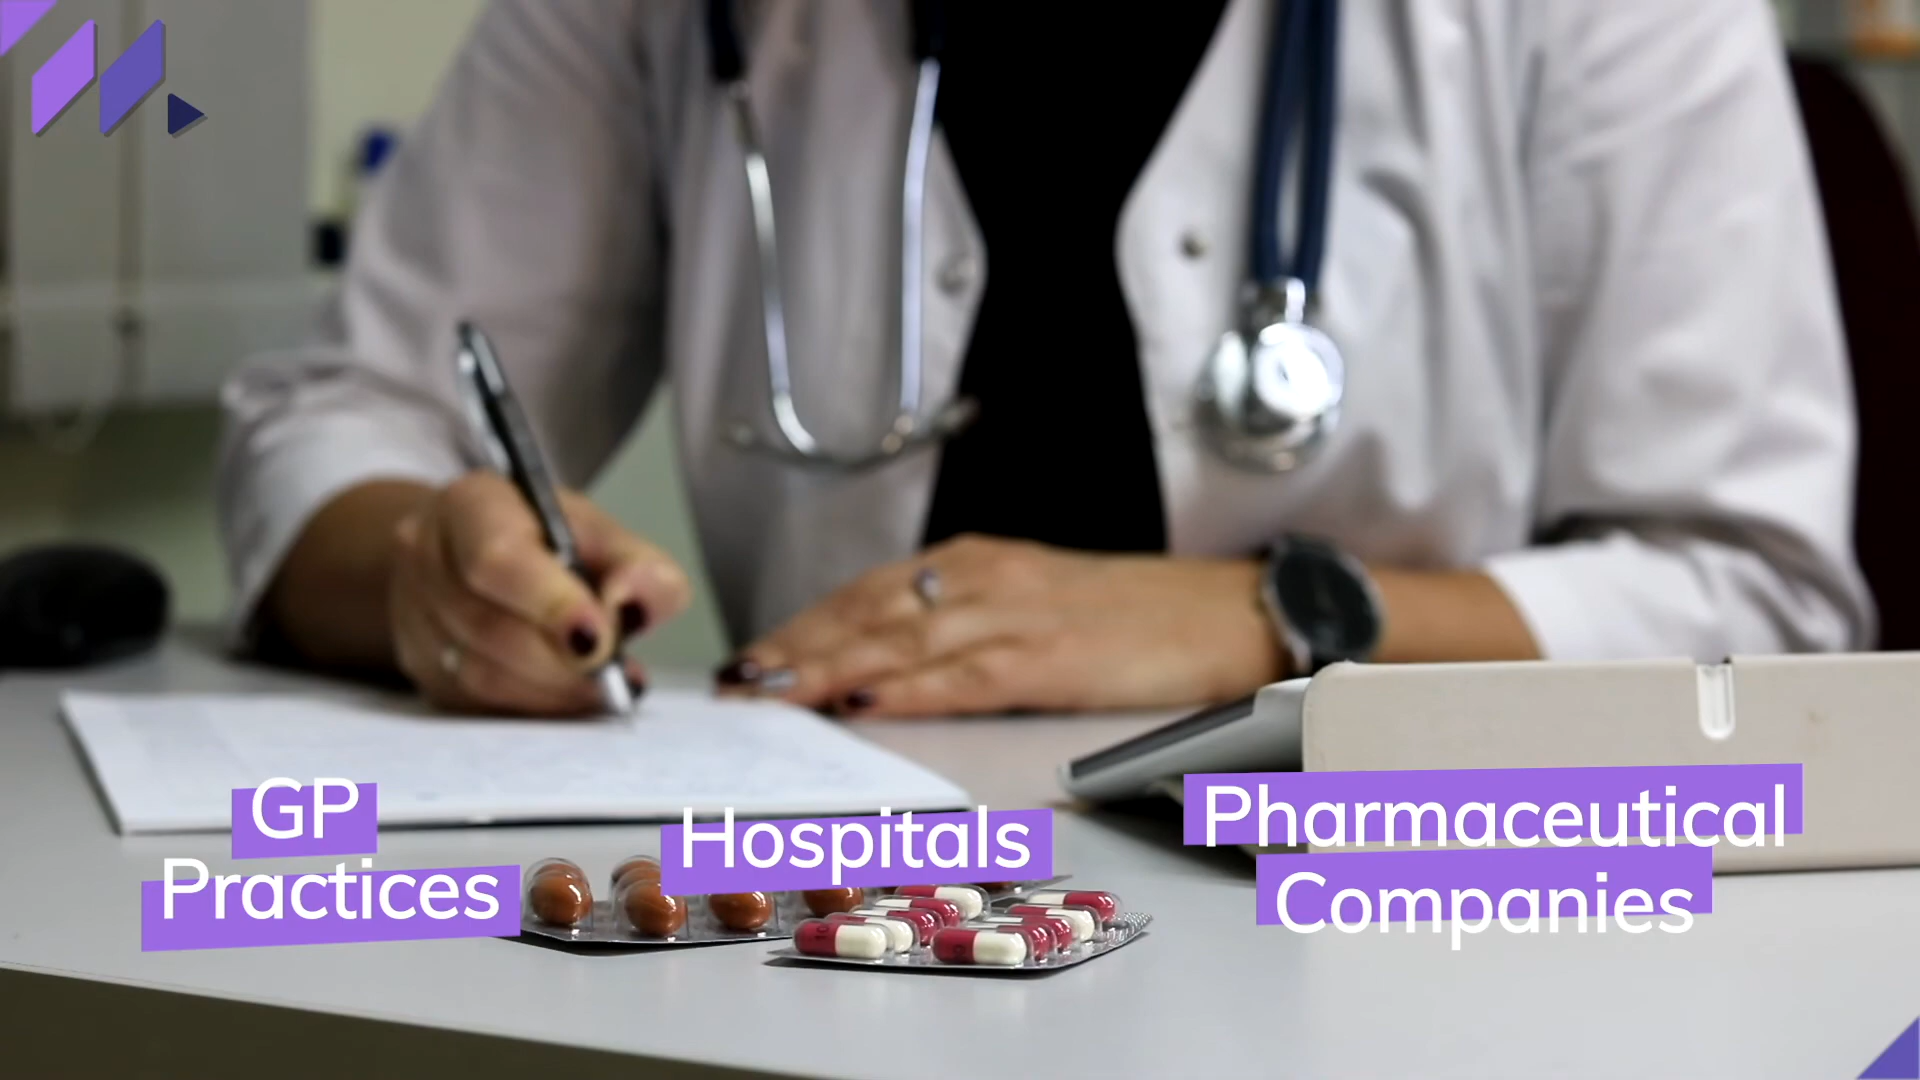 GP
Practices
Hospitals
Pharmaceutical
Companies